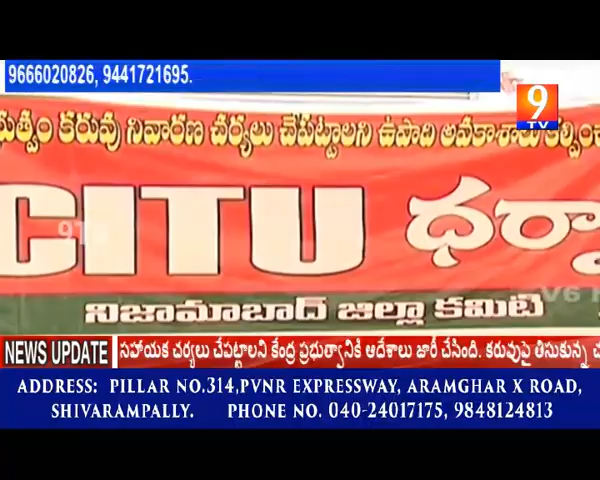 9666020826, 9441721695.
9
TV
కరువు నివారణ చర్యలు చేపట్టాలని ఉపాధి అవకాశాలు
CITU ధర్నా
నిజామాబాద్ జిల్లా కమిటి
V6
NEWS UPDATE
సహాయక చర్యలు చేపట్టాలని కేంద్ర ప్రభుత్వానికి ఆదేశాలు జారీ చేసింది. కరువుపై తీసుకున్న
ADDRESS: PILLAR NO.314,PVNR EXPRESSWAY, ARAMGHAR X ROAD,
SHIVARAMPALLY. PHONE NO. 040-24017175, 9848124813